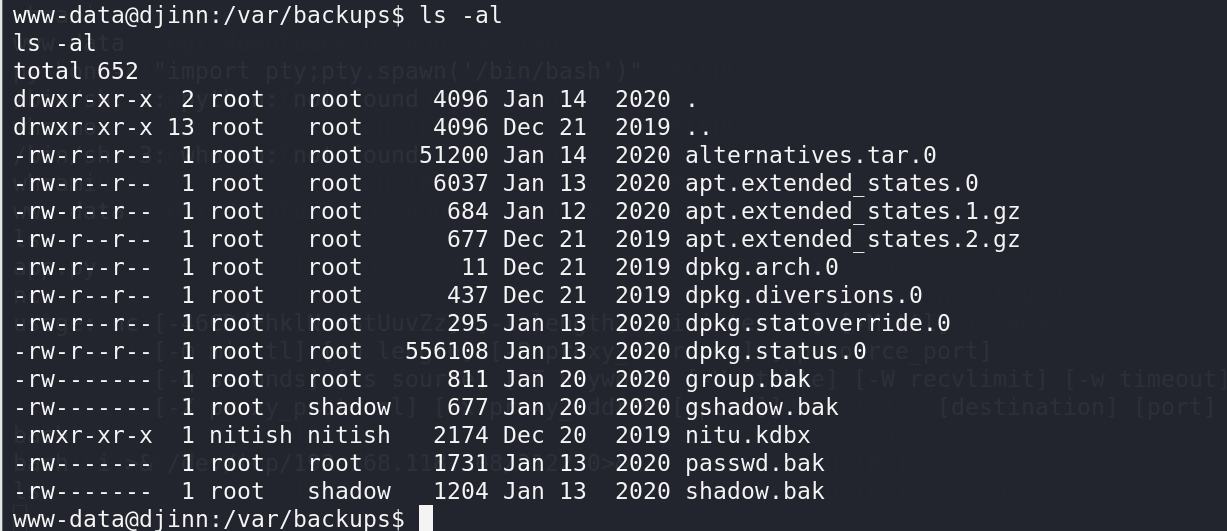 www-data@djinn:/var/backups$ ls -al
ls -al
total 652
drwxr-xr-x  2 root   root     4096 Jan 14  2020 .
drwxr-xr-x 13 root   root     4096 Dec 21  2019 ..
-rw-r--r--  1 root   root    51200 Jan 14  2020 alternatives.tar.0
-rw-r--r--  1 root   root     6037 Jan 13  2020 apt.extended_states.0
-rw-r--r--  1 root   root      684 Jan 12  2020 apt.extended_states.1.gz
-rw-r--r--  1 root   root      677 Dec 21  2019 apt.extended_states.2.gz
-rw-r--r--  1 root   root       11 Dec 21  2019 dpkg.arch.0
-rw-r--r--  1 root   root      437 Dec 21  2019 dpkg.diversions.0
-rw-r--r--  1 root   root      295 Jan 13  2020 dpkg.statoverride.0
-rw-r--r--  1 root   root   556108 Jan 13  2020 dpkg.status.0
-rw-------  1 root   root      811 Jan 20  2020 group.bak
-rw-------  1 root   shadow    677 Jan 20  2020 gshadow.bak
-rwxr-xr-x  1 nitish nitish   2174 Dec 20  2019 nitu.kdbx
-rw-------  1 root   root     1731 Jan 13  2020 passwd.bak
-rw-------  1 root   shadow   1204 Jan 13  2020 shadow.bak
www-data@djinn:/var/backups$